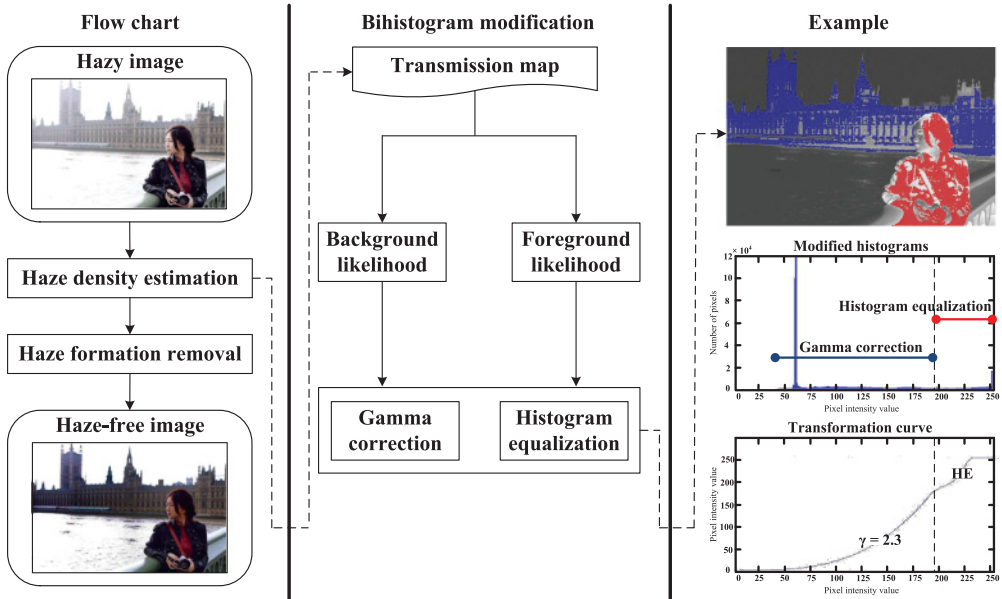 Flow chart
Hazy image
Haze density estimation
Haze formation removal
Haze-free image
Bihistogram modification
Transmission map
Background
likelihood
Foreground
likelihood
Gamma
correction
Histogram
equalization
Example
Modified histograms
× 10⁴
12
10
8
6
4
2
0
Number of pixels
Histogram equalization
Gamma correction
0 25 50 75 100 125 150 175 200 225 250
Pixel intensity value
Transformation curve
250
200
150
100
50
0
Pixel intensity value
HE
γ = 2.3
0 25 50 75 100 125 150 175 200 225 250
Pixel intensity value